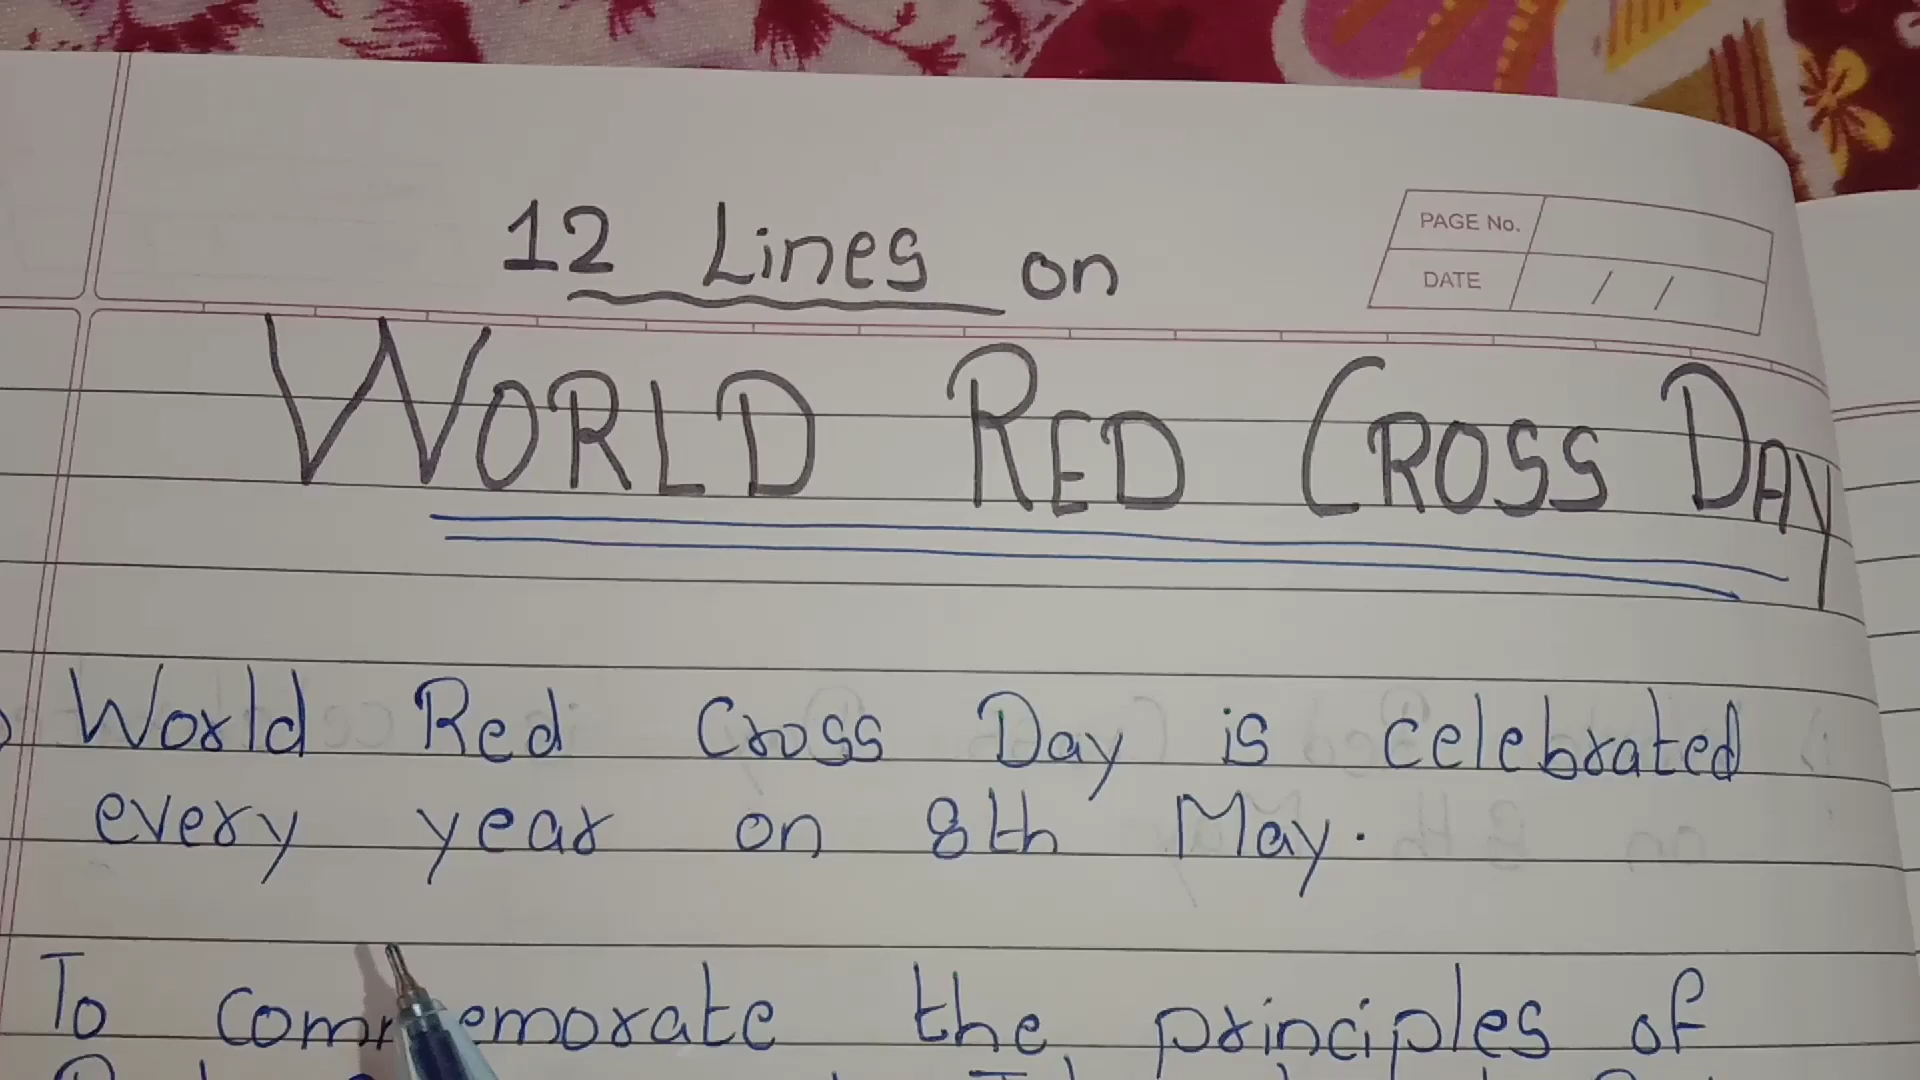 12 Lines on
PAGE No.
DATE / /
WORLD RED CROSS DAY
World Red Cross Day is celebrated
every year on 8th May.
To commemorate the principles of